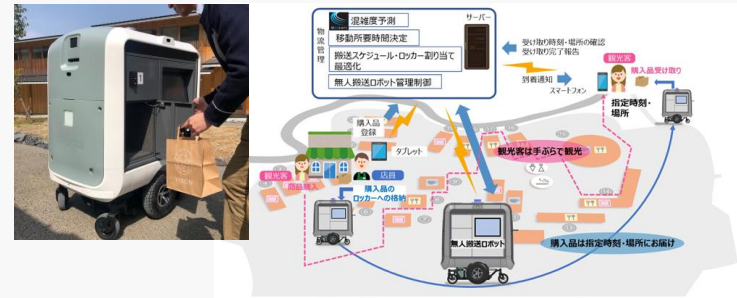 物流管理
混雑度予測
移動所要時間決定
搬送スケジュール・ロッカー割り当て
最適化
無人搬送ロボット管理制御
サーバー
受け取り時刻・場所の確認
受け取り完了報告
到着通知
スマートフォン
観光客
購入品受け取り
指定時刻・
場所
購入品
登録
タブレット
観光客は手ぶらで観光
観光客
商品購入
店員
購入品の
ロッカーへの格納
無人搬送ロボット
購入品は指定時刻・場所にお届け